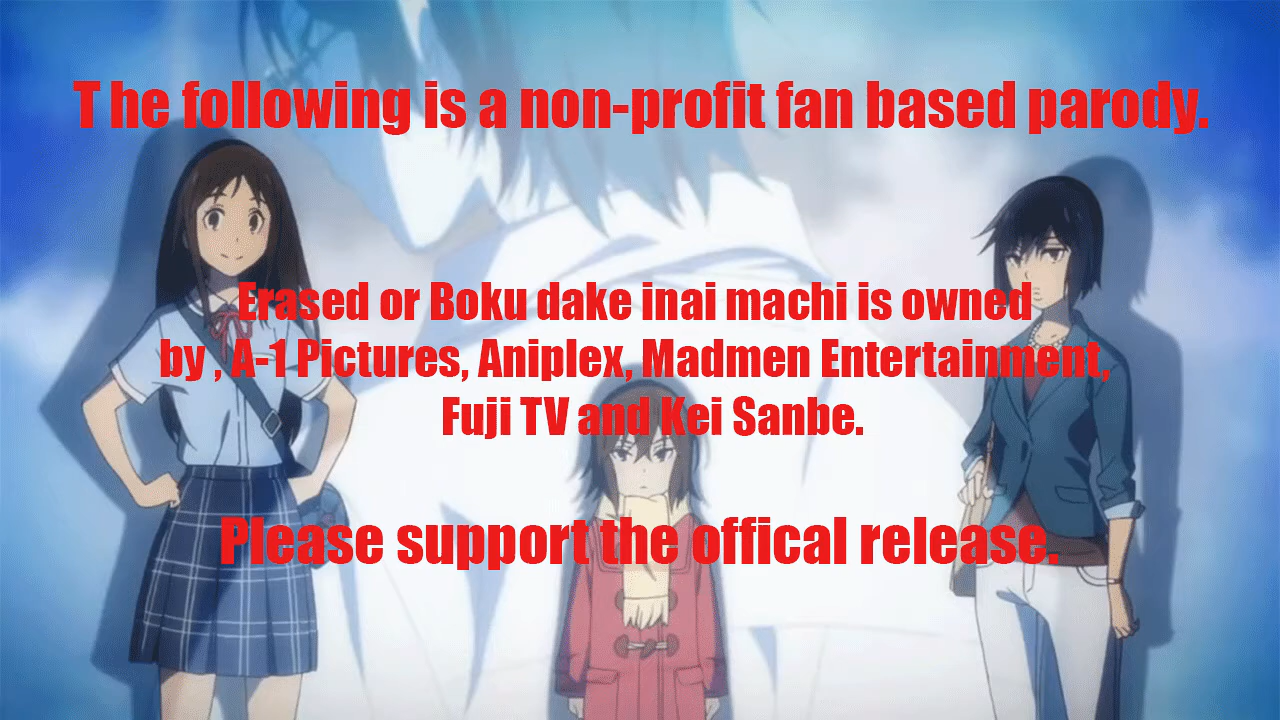 T he following is a non-profit fan based parody.
Erased or Boku dake inai machi is owned
by , A-1 Pictures, Aniplex, Madmen Entertainment,
Fuji TV and Kei Sanbe.
Please support the offical release.